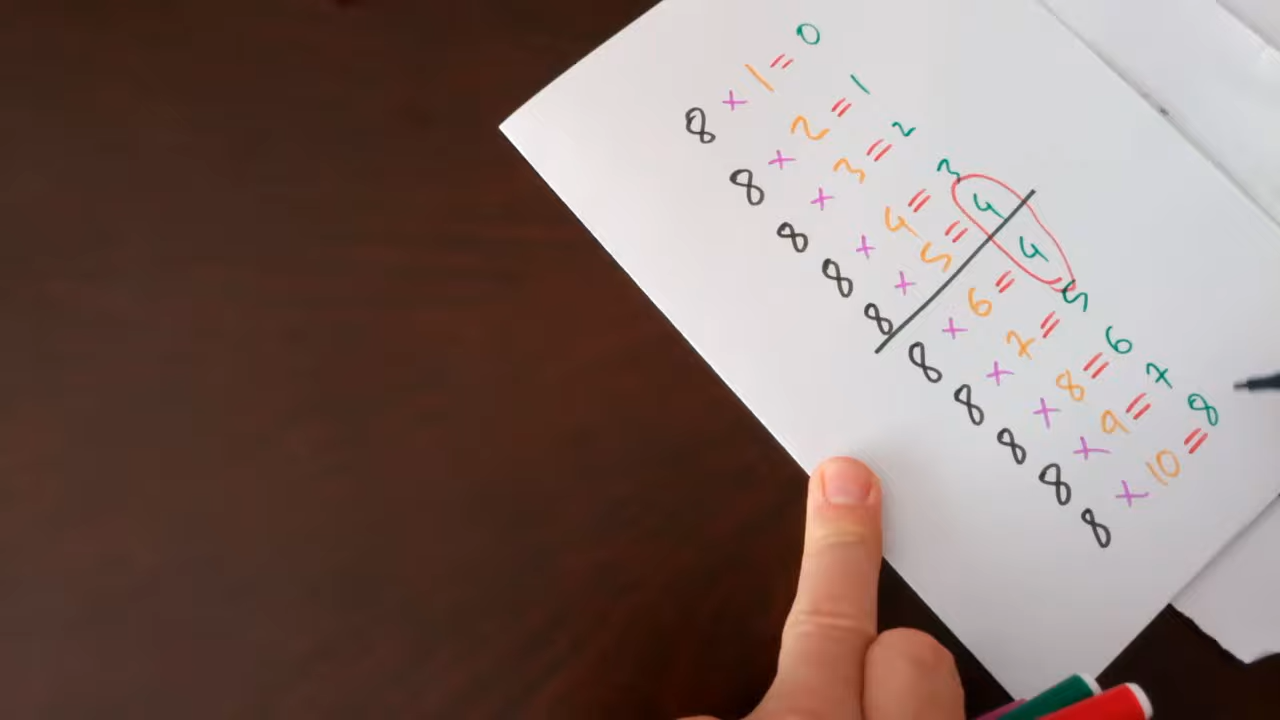 8 × 1 = 0
8 × 2 = 1
8 × 3 = 2
8 × 4 = 3
8 × 5 = 4
8 × 6 = 4
8 × 7 = 5
8 × 8 = 6
8 × 9 = 7
8 × 10 = 8